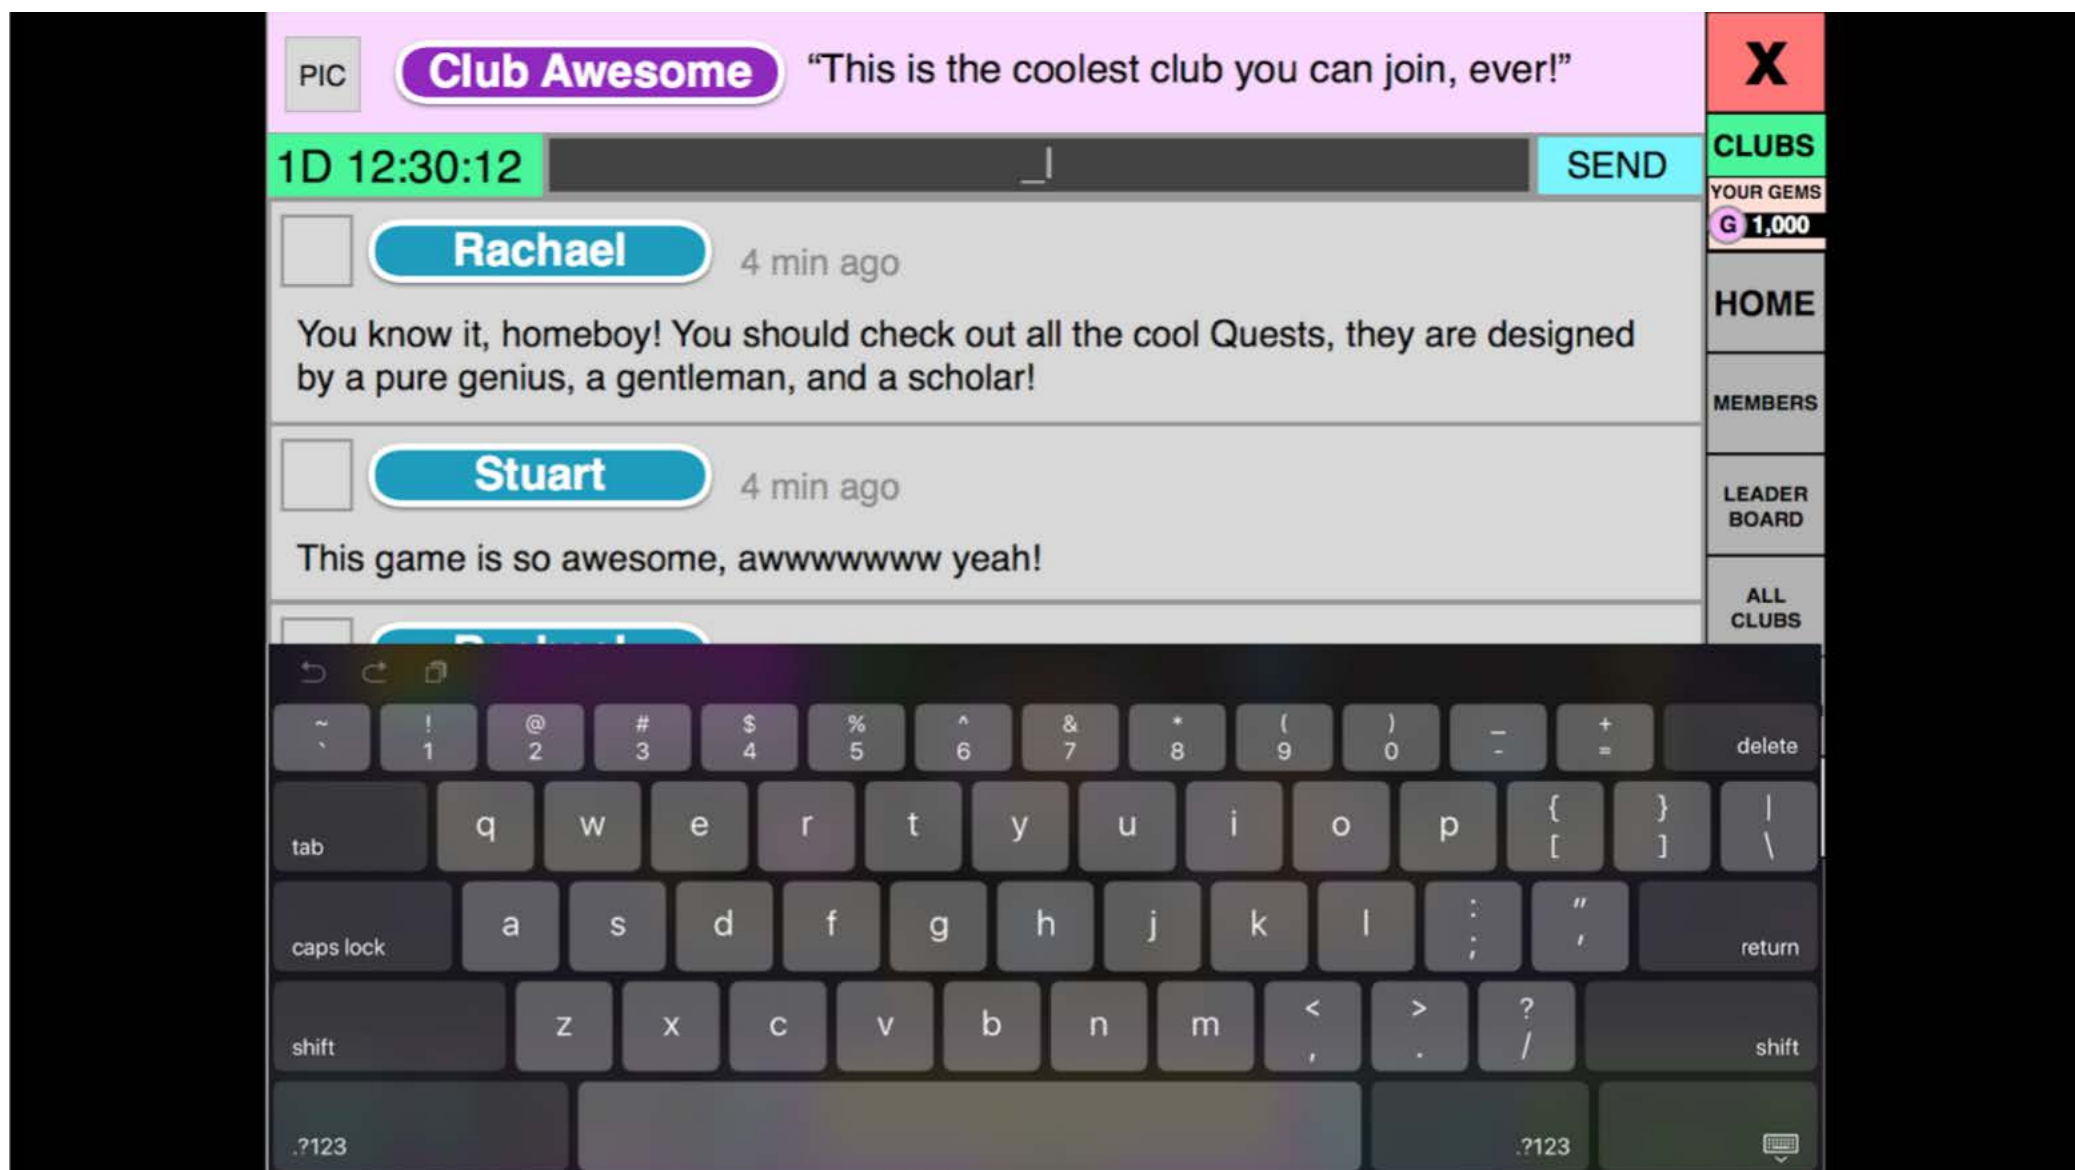 PIC
Club Awesome
“This is the coolest club you can join, ever!”
X
1D 12:30:12
_
SEND
CLUBS
YOUR GEMS
G 1,000
Rachael
4 min ago
You know it, homeboy! You should check out all the cool Quests, they are designed
by a pure genius, a gentleman, and a scholar!
HOME
MEMBERS
Stuart
4 min ago
This game is so awesome, awwwwwww yeah!
LEADER
BOARD
ALL
CLUBS
~ ! @ # $ % ^ & * ( ) _ +
` 1 2 3 4 5 6 7 8 9 0 - = delete
tab q w e r t y u i o p { [ } ] | \
caps lock a s d f g h j k l : ; " ' return
shift z x c v b n m < , > . ? / shift
.?123 .?123